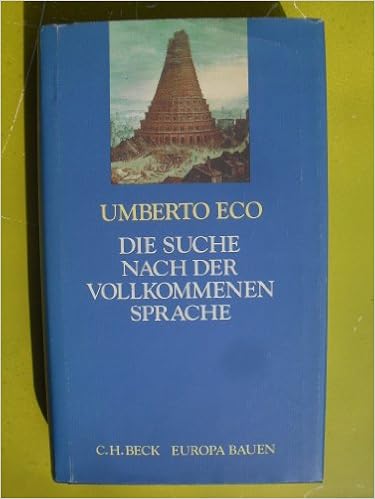 UMBERTO ECO
DIE SUCHE
NACH DER
VOLLKOMMENEN
SPRACHE
C.H. BECK EUROPA BAUEN